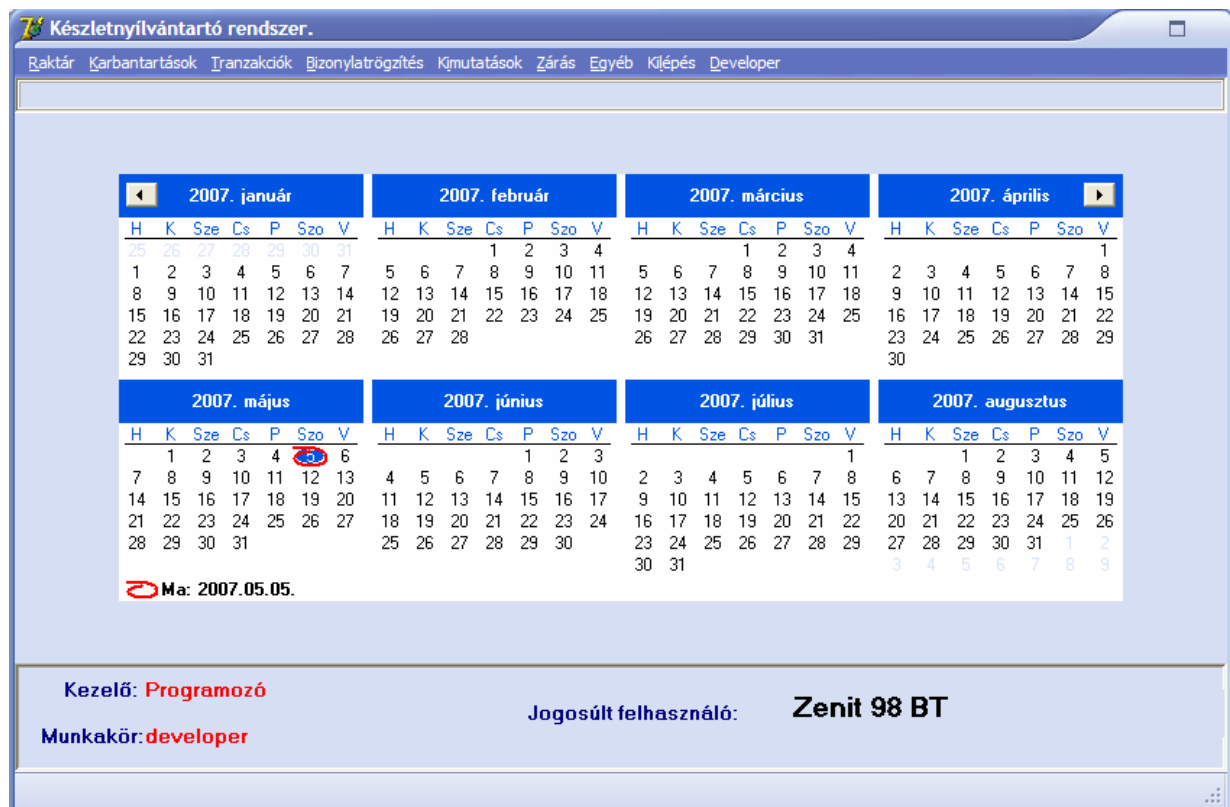 Készletnyílvántartó rendszer.
Raktár Karbantartások Tranzakciók Bizonylatrögzítés Kimutatások Zárás Egyéb Kilépés Developer
2007. január 2007. február 2007. március 2007. április
H K Sze Cs P Szo V H K Sze Cs P Szo V H K Sze Cs P Szo V H K Sze Cs P Szo V
25 26 27 28 29 30 31 1 2 3 4 1 2 3 4 1
1 2 3 4 5 6 7 5 6 7 8 9 10 11 5 6 7 8 9 10 11 2 3 4 5 6 7 8
8 9 10 11 12 13 14 12 13 14 15 16 17 18 12 13 14 15 16 17 18 9 10 11 12 13 14 15
15 16 17 18 19 20 21 19 20 21 22 23 24 25 19 20 21 22 23 24 25 16 17 18 19 20 21 22
22 23 24 25 26 27 28 26 27 28 26 27 28 29 30 31 23 24 25 26 27 28 29
29 30 31 30
2007. május 2007. június 2007. július 2007. augusztus
H K Sze Cs P Szo V H K Sze Cs P Szo V H K Sze Cs P Szo V H K Sze Cs P Szo V
1 2 3 4 5 6 1 2 3 1 1 2 3 4 5
7 8 9 10 11 12 13 4 5 6 7 8 9 10 2 3 4 5 6 7 8 6 7 8 9 10 11 12
14 15 16 17 18 19 20 11 12 13 14 15 16 17 9 10 11 12 13 14 15 13 14 15 16 17 18 19
21 22 23 24 25 26 27 18 19 20 21 22 23 24 16 17 18 19 20 21 22 20 21 22 23 24 25 26
28 29 30 31 25 26 27 28 29 30 23 24 25 26 27 28 29 27 28 29 30 31 1 2
30 31 3 4 5 6 7 8 9
Ma: 2007.05.05.
Kezelő: Programozó
Jogosúlt felhasználó: Zenit 98 BT
Munkakör: developer